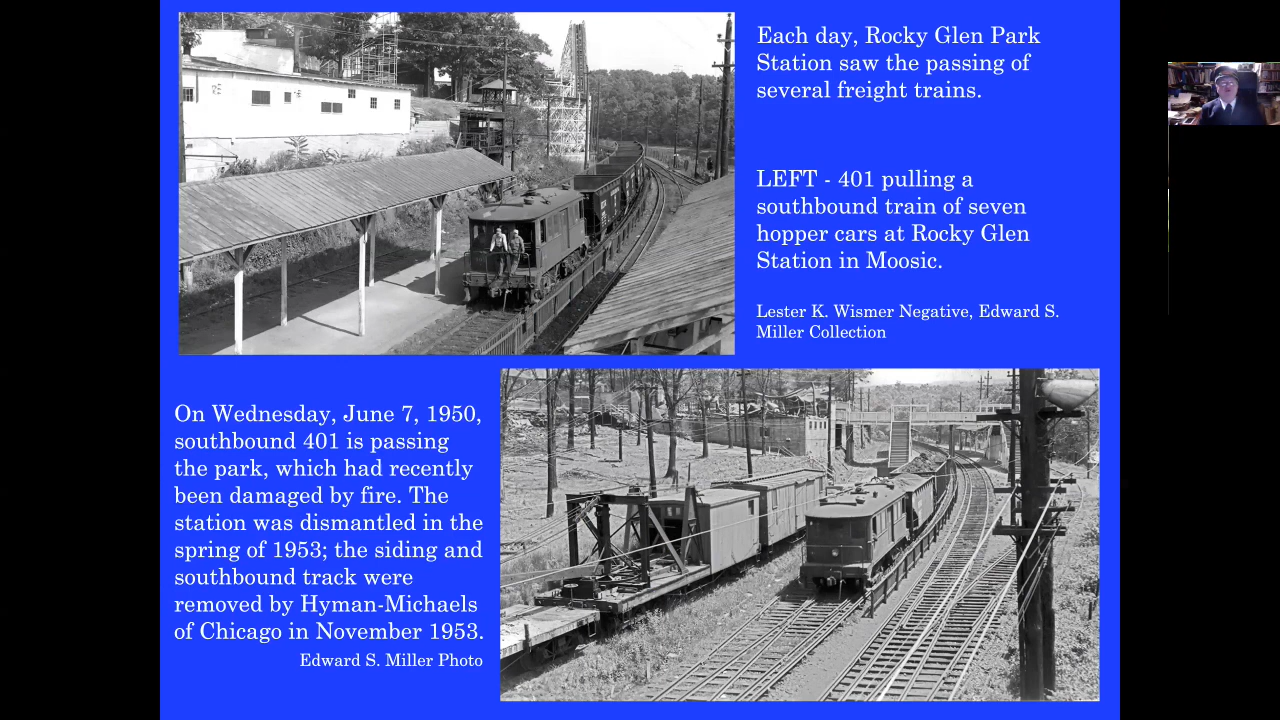 Each day, Rocky Glen Park
Station saw the passing of
several freight trains.
LEFT - 401 pulling a
southbound train of seven
hopper cars at Rocky Glen
Station in Moosic.
Lester K. Wismer Negative, Edward S.
Miller Collection
On Wednesday, June 7, 1950,
southbound 401 is passing
the park, which had recently
been damaged by fire. The
station was dismantled in the
spring of 1953; the siding and
southbound track were
removed by Hyman-Michaels
of Chicago in November 1953.
Edward S. Miller Photo